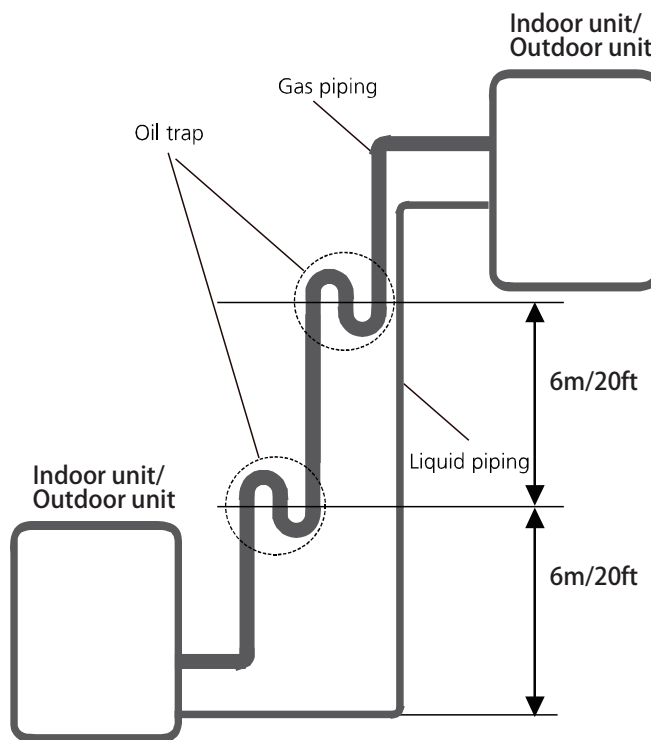 Indoor unit/
Outdoor unit
Gas piping
Oil trap
6m/20ft
Liquid piping
Indoor unit/
Outdoor unit
6m/20ft